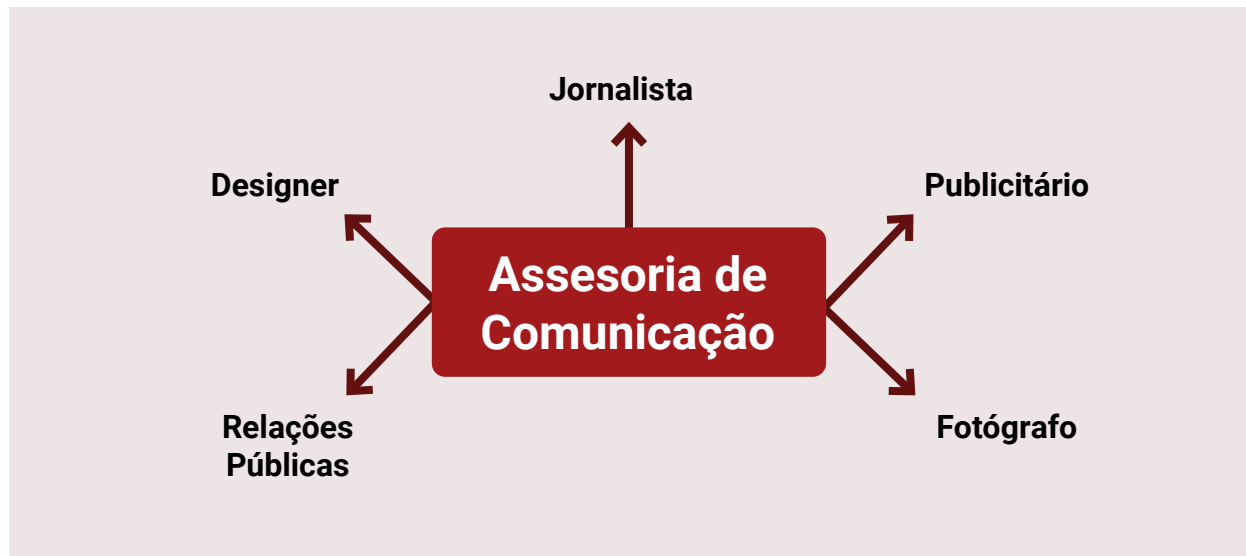 Jornalista
Designer
Publicitário
Assesoria de
Comunicação
Relações
Públicas
Fotógrafo